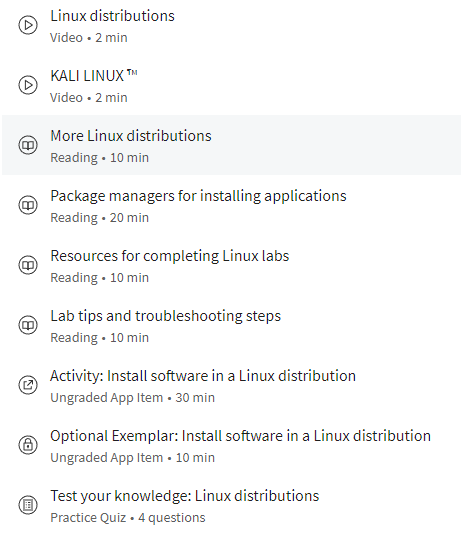 Linux distributions
Video • 2 min
KALI LINUX ™
Video • 2 min
More Linux distributions
Reading • 10 min
Package managers for installing applications
Reading • 20 min
Resources for completing Linux labs
Reading • 10 min
Lab tips and troubleshooting steps
Reading • 10 min
Activity: Install software in a Linux distribution
Ungraded App Item • 30 min
Optional Exemplar: Install software in a Linux distribution
Ungraded App Item • 10 min
Test your knowledge: Linux distributions
Practice Quiz • 4 questions